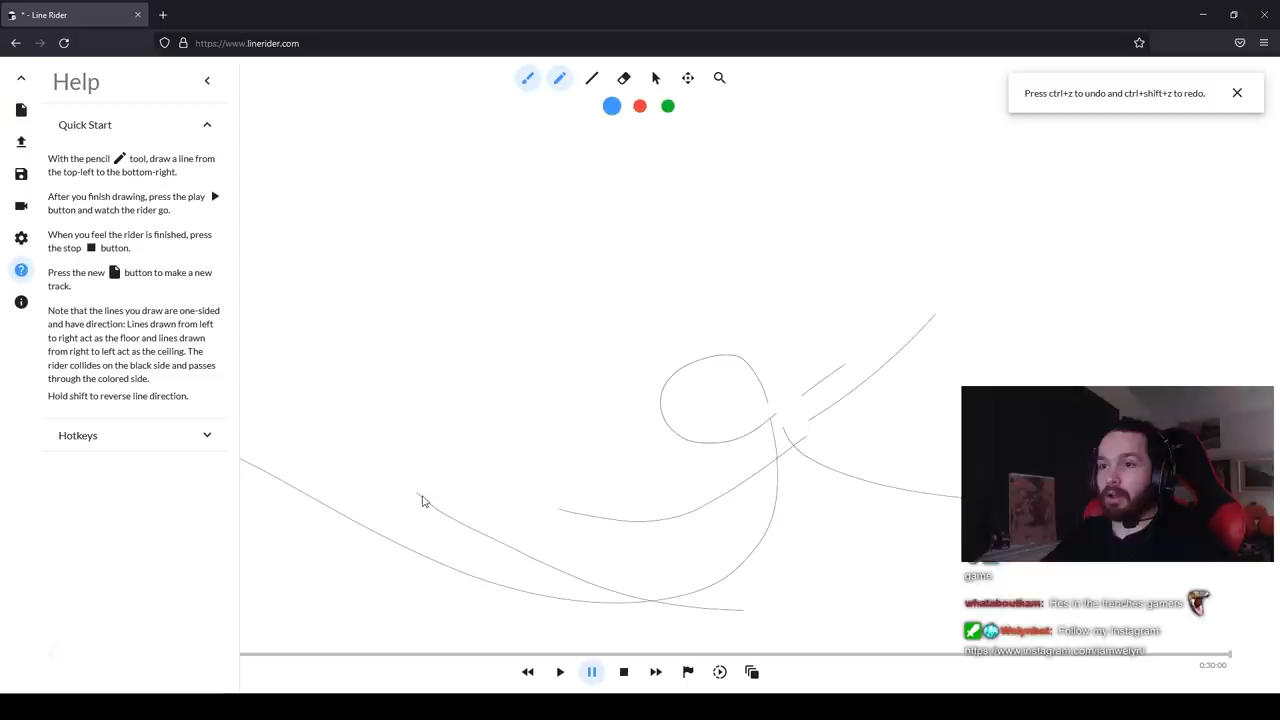 * - Line Rider
https://www.linerider.com
Help
Quick Start
With the pencil tool, draw a line from
the top-left to the bottom-right.
After you finish drawing, press the play
button and watch the rider go.
When you feel the rider is finished, press
the stop button.
Press the new button to make a new
track.
Note that the lines you draw are one-sided
and have direction: Lines drawn from left
to right act as the floor and lines drawn
from right to left act as the ceiling. The
rider collides on the black side and passes
through the colored side.
Hold shift to reverse line direction.
Hotkeys
Press ctrl+z to undo and ctrl+shift+z to redo.
game
whataboutham: Hes in the trenches gamers
Welynbot: Follow my Instagram:
https://www.instagram.com/iamwelyn/
0:30:00